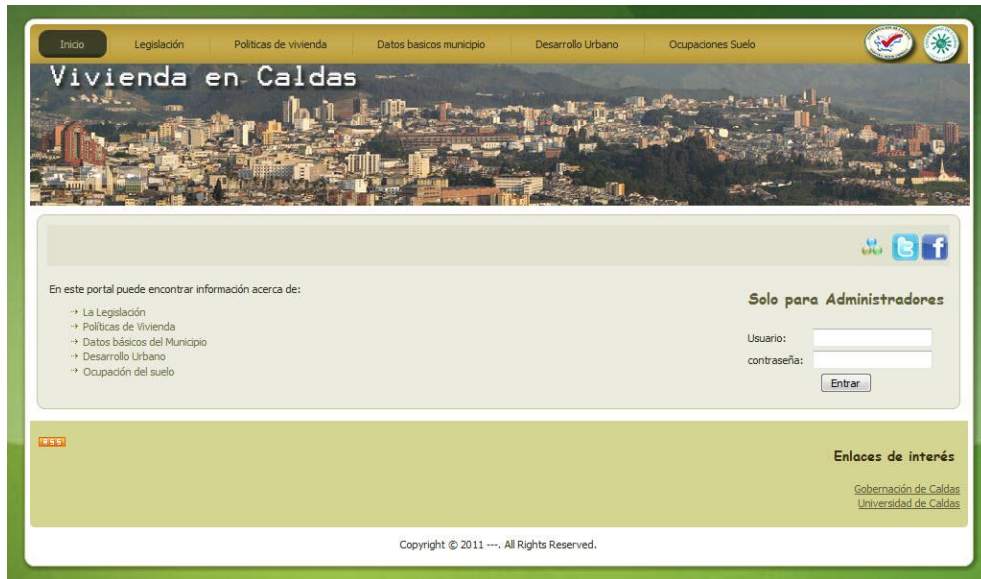 Inicio
Legislación
Politicas de vivienda
Datos basicos municipio
Desarrollo Urbano
Ocupaciones Suelo
Vivienda en Caldas
En este portal puede encontrar información acerca de:
La Legislación
Políticas de Vivienda
Datos básicos del Municipio
Desarrollo Urbano
Ocupación del suelo
Solo para Administradores
Usuario:
contraseña:
Entrar
RSS
Enlaces de interés
Gobernación de Caldas
Universidad de Caldas
Copyright © 2011 ---. All Rights Reserved.